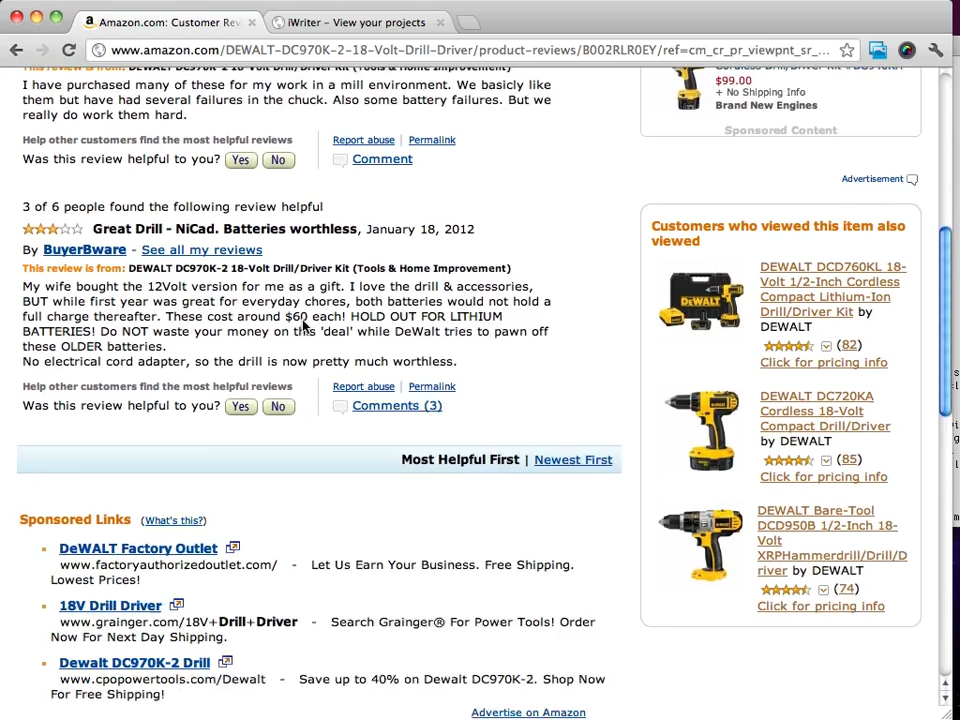 Amazon.com: Customer Rev
iWriter - View your projects
www.amazon.com/DEWALT-DC970K-2-18-Volt-Drill-Driver/product-reviews/B002RLR0EY/ref=cm_cr_pr_viewpnt_sr_...
This review is from: DEWALT DC970K-2 18-Volt Drill/Driver Kit (Tools & Home Improvement)
I have purchased many of these for my work in a mill environment. We basicly like
them but have had several failures in the chuck. Also some battery failures. But we
really do work them hard.
Help other customers find the most helpful reviews
Was this review helpful to you? Yes No
Report abuse | Permalink
Comment
3 of 6 people found the following review helpful
Great Drill - NiCad. Batteries worthless, January 18, 2012
By BuyerBware - See all my reviews
This review is from: DEWALT DC970K-2 18-Volt Drill/Driver Kit (Tools & Home Improvement)
My wife bought the 12Volt version for me as a gift. I love the drill & accessories,
BUT while first year was great for everyday chores, both batteries would not hold a
full charge thereafter. These cost around $60 each! HOLD OUT FOR LITHIUM
BATTERIES! Do NOT waste your money on this 'deal' while DeWalt tries to pawn off
these OLDER batteries.
No electrical cord adapter, so the drill is now pretty much worthless.
Help other customers find the most helpful reviews
Was this review helpful to you? Yes No
Report abuse | Permalink
Comments (3)
Most Helpful First | Newest First
Sponsored Links (What's this?)
DeWALT Factory Outlet
www.factoryauthorizedoutlet.com/ - Let Us Earn Your Business. Free Shipping.
Lowest Prices!
18V Drill Driver
www.grainger.com/18V+Drill+Driver - Search Grainger® For Power Tools! Order
Now For Next Day Shipping.
Dewalt DC970K-2 Drill
www.cpopowertools.com/Dewalt - Save up to 40% on Dewalt DC970K-2. Shop Now
For Free Shipping!
Advertise on Amazon
$99.00
+ No Shipping Info
Brand New Engines
Sponsored Content
Advertisement
Customers who viewed this item also
viewed
DEWALT DCD760KL 18-
Volt 1/2-Inch Cordless
Compact Lithium-Ion
Drill/Driver Kit by
DEWALT
(82)
Click for pricing info
DEWALT DC720KA
Cordless 18-Volt
Compact Drill/Driver
by DEWALT
(85)
Click for pricing info
DEWALT Bare-Tool
DCD950B 1/2-Inch 18-
Volt
XRPHammerdrill/Drill/D
river by DEWALT
(74)
Click for pricing info